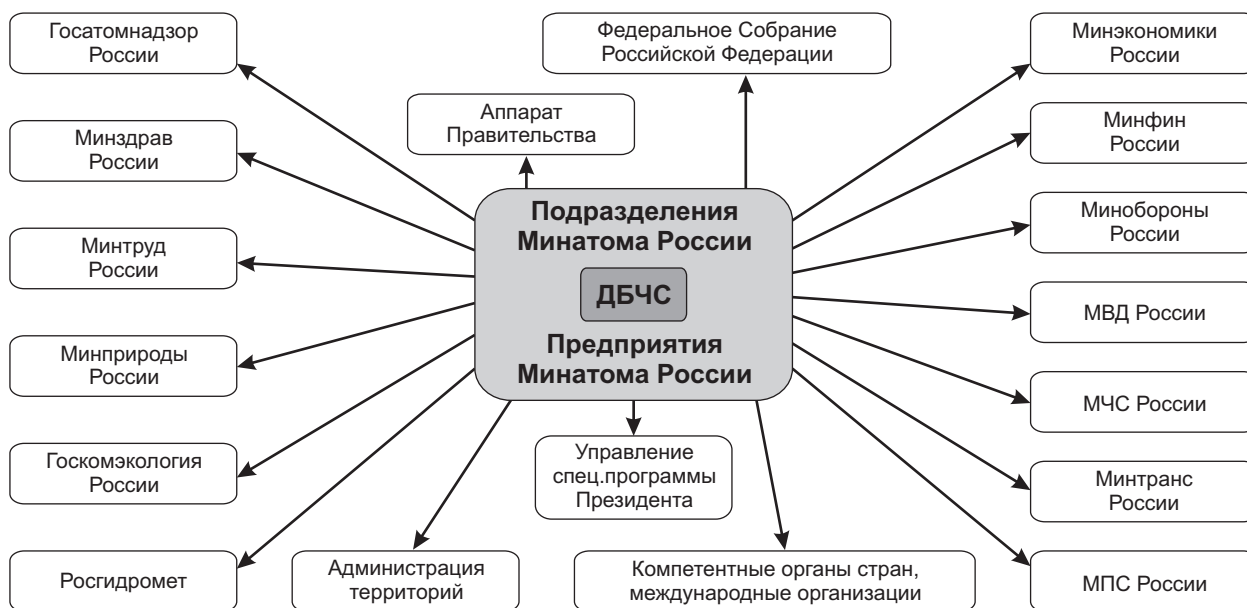 Госатомнадзор
России
Федеральное Собрание
Российской Федерации
Минэкономики
России
Аппарат
Правительства
Минздрав
России
Минфин
России
Минтруд
России
Подразделения
Минатома России
ДБЧС
Предприятия
Минатома России
Минобороны
России
МВД России
Минприроды
России
МЧС России
Госкомэкология
России
Управление
спец.программы
Президента
Минтранс
России
Росгидромет
Администрация
территорий
Компетентные органы стран,
международные организации
МПС России